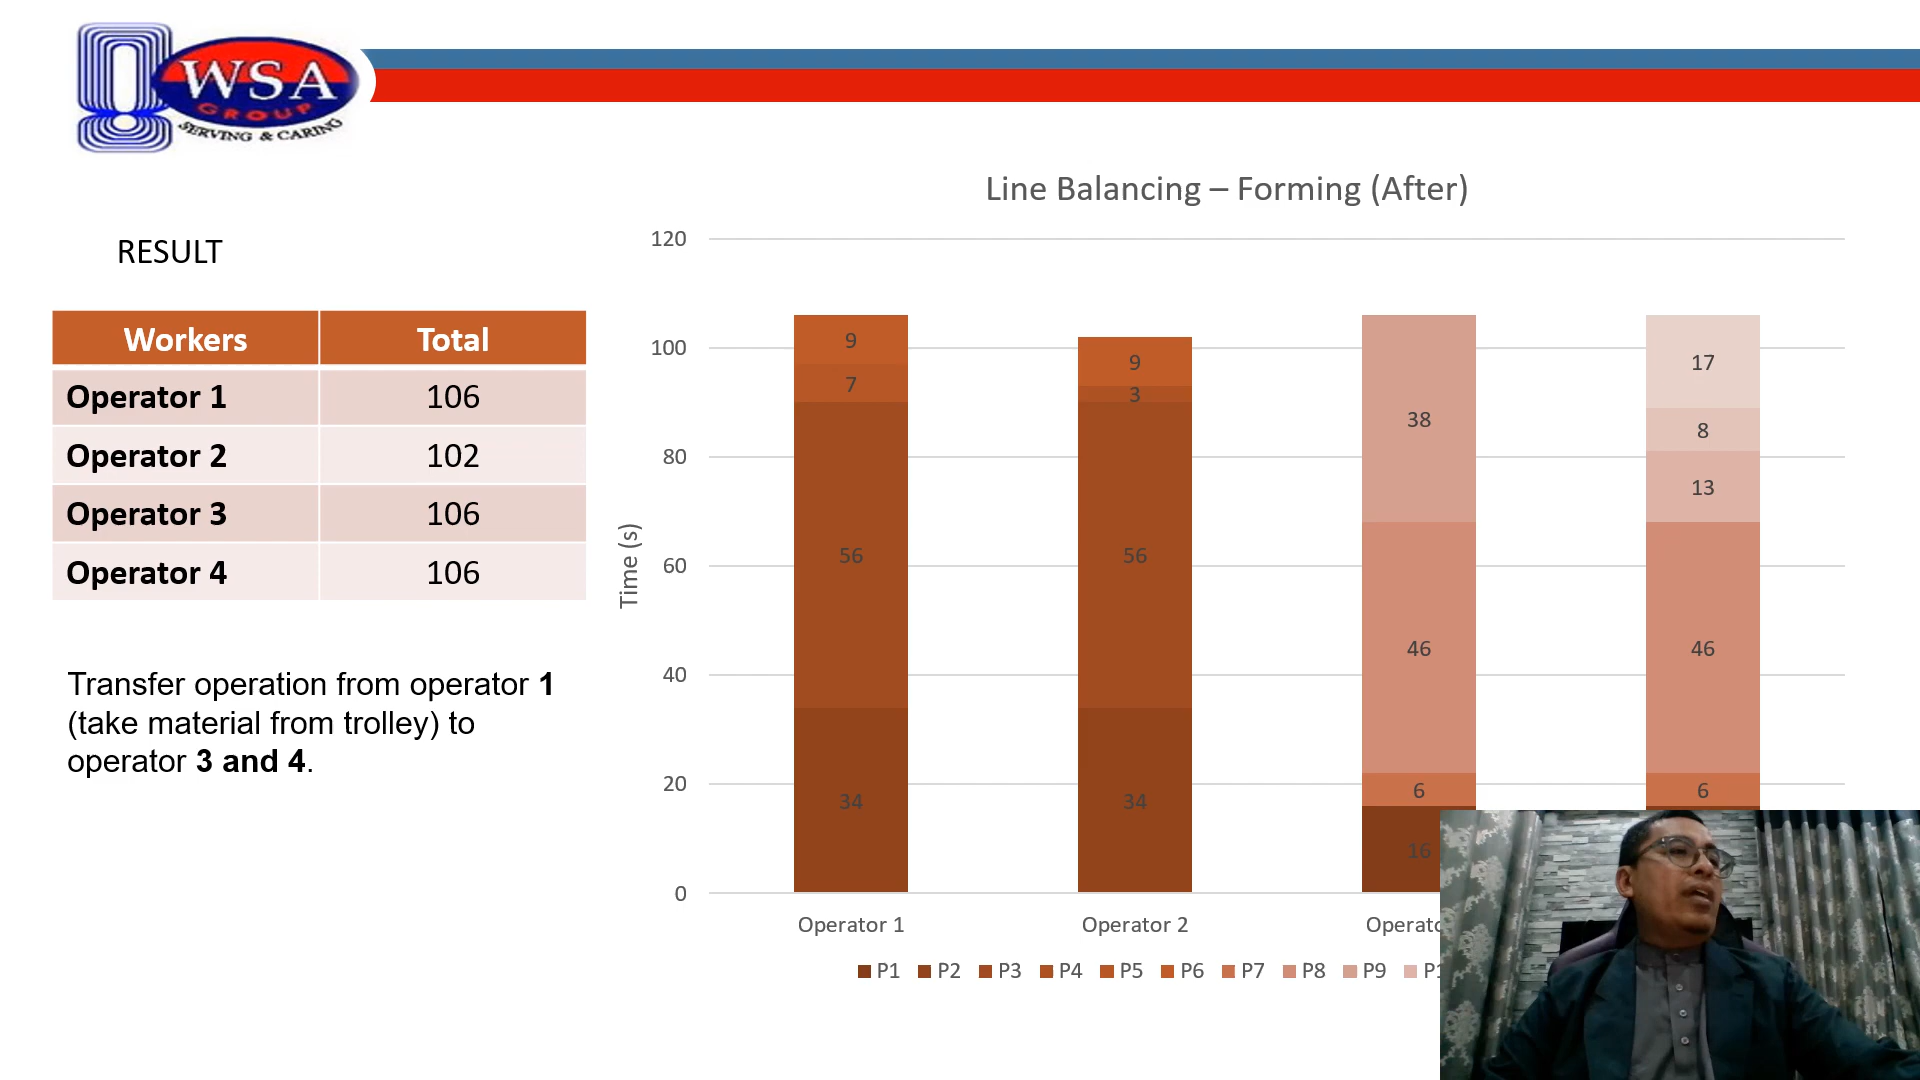 WSA
GROUP
SERVING & CARING
RESULT
Workers Total
Operator 1 106
Operator 2 102
Operator 3 106
Operator 4 106
Transfer operation from operator 1
(take material from trolley) to
operator 3 and 4.
Line Balancing – Forming (After)
Time (s)
120
100
80
60
40
20
0
9
7
56
34
9
3
56
34
38
46
6
16
17
8
13
46
6
Operator 1
Operator 2
P1 P2 P3 P4 P5 P6 P7 P8 P9